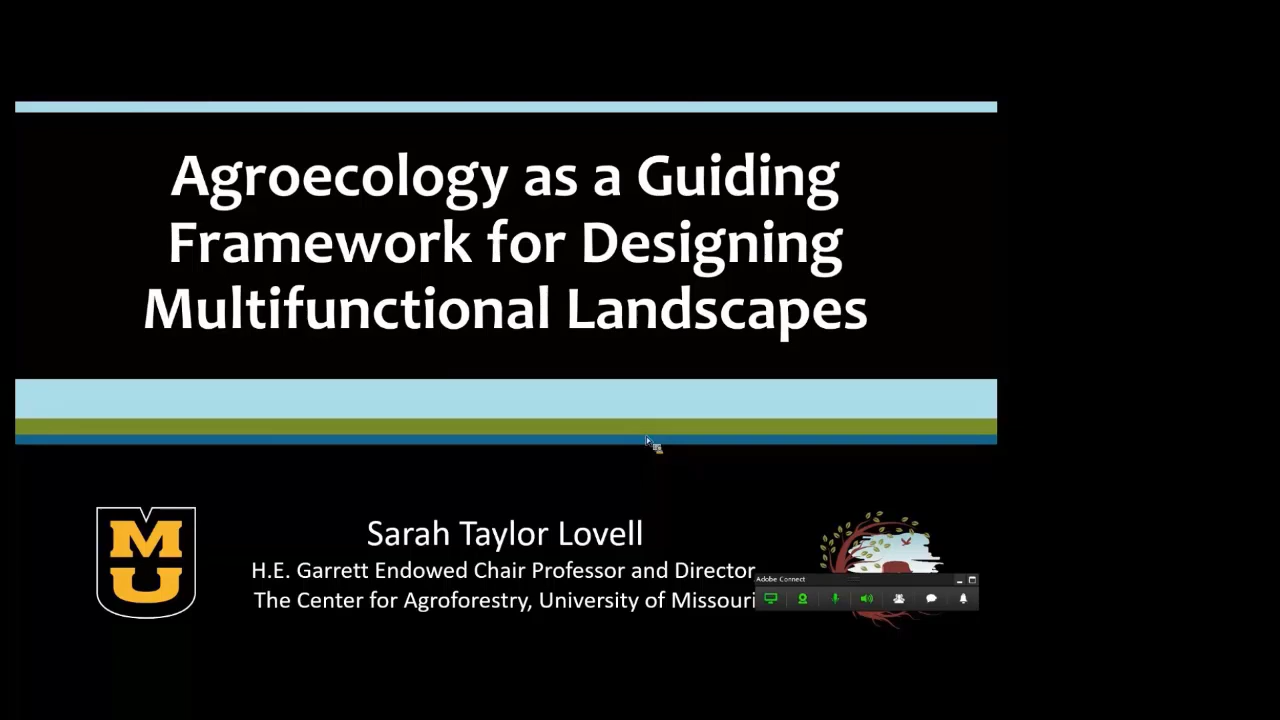 Agroecology as a Guiding
Framework for Designing
Multifunctional Landscapes
MU
Sarah Taylor Lovell
H.E. Garrett Endowed Chair Professor and Director
The Center for Agroforestry, University of Missouri
Adobe Connect